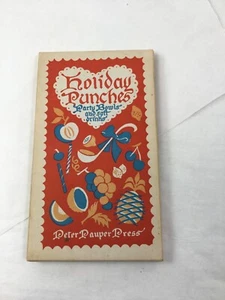 Holiday
Punches
Party Bowls
and soft
drinks
Peter Pauper Press